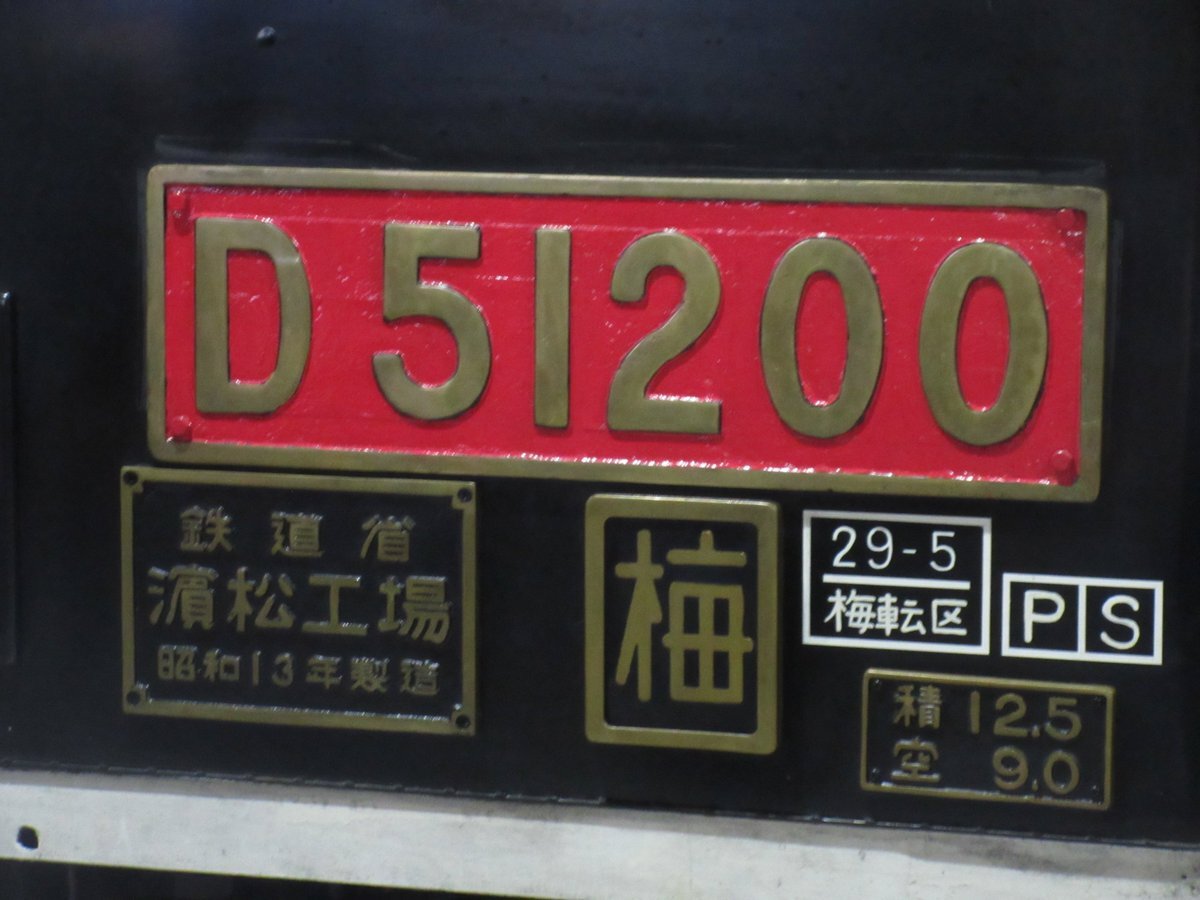 D51200
鉄道省
濱松工場
昭和13年製造
梅
29-5
梅転区
PS
積 12.5
空 9.0